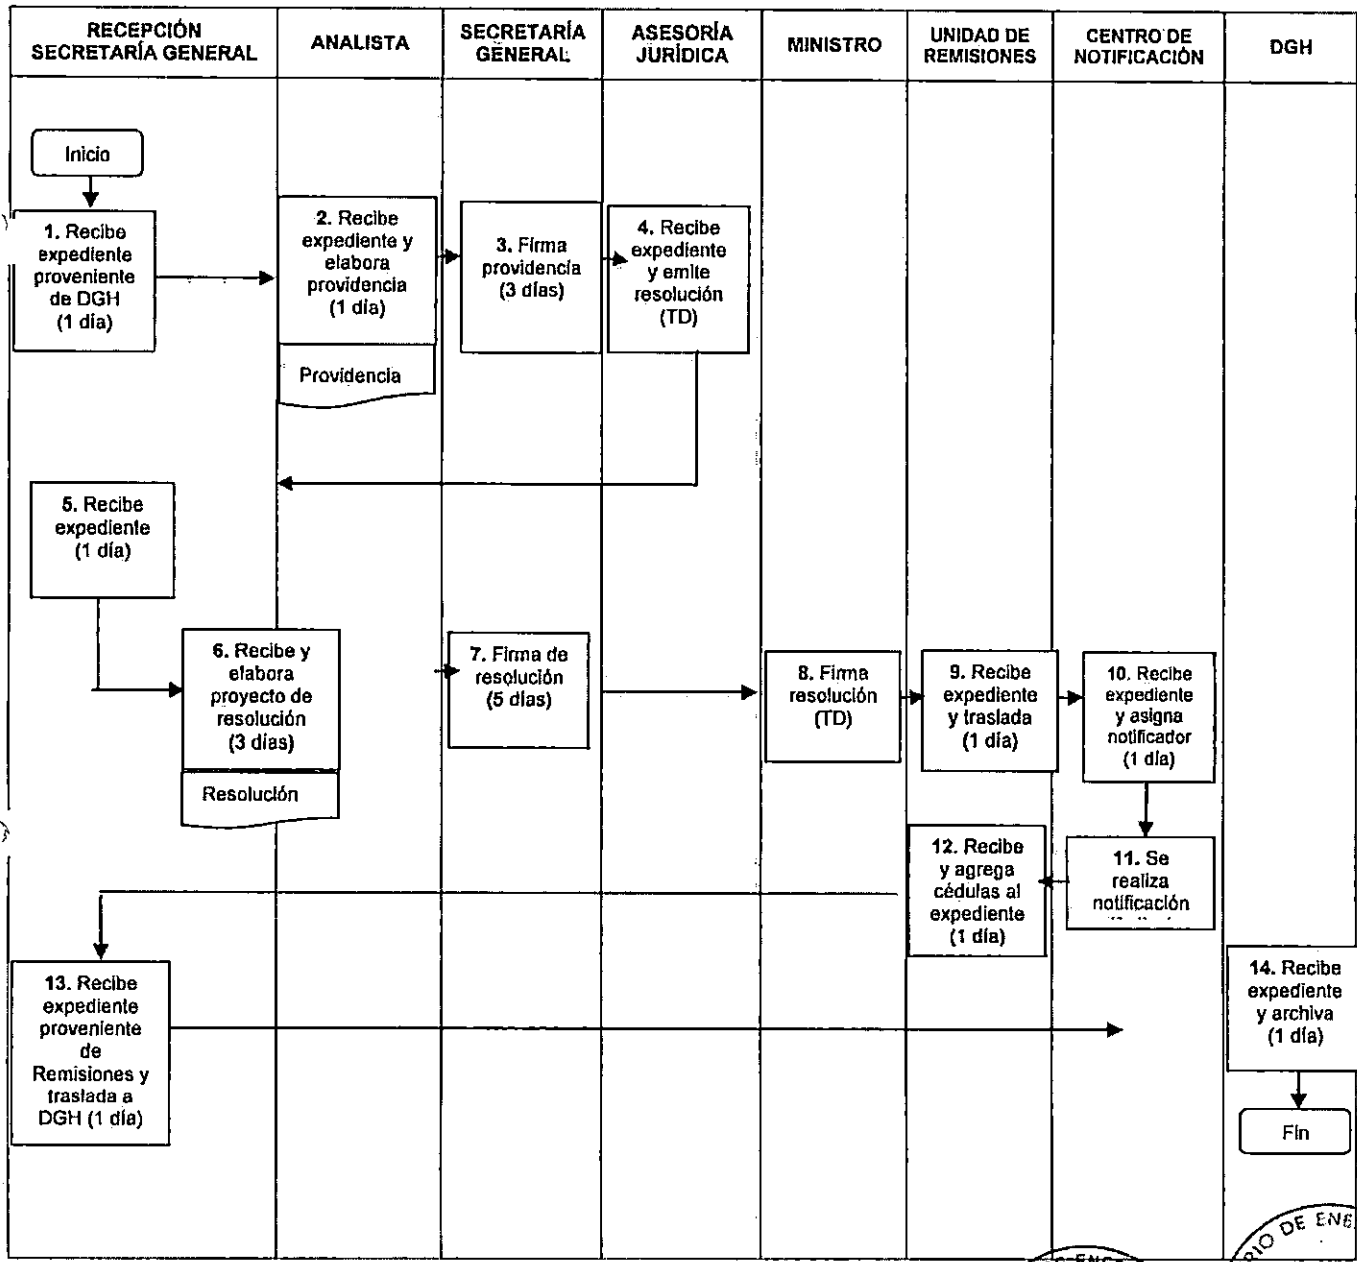 RECEPCIÓN
SECRETARÍA GENERAL
ANALISTA
SECRETARÍA
GENERAL
ASESORÍA
JURÍDICA
MINISTRO
UNIDAD DE
REMISIONES
CENTRO DE
NOTIFICACIÓN
DGH
Inicio
1. Recibe
expediente
proveniente
de DGH
(1 día)
2. Recibe
expediente y
elabora
providencia
(1 día)
Providencia
3. Firma
providencia
(3 días)
4. Recibe
expediente
y emite
resolución
(TD)
5. Recibe
expediente
(1 día)
6. Recibe y
elabora
proyecto de
resolución
(3 días)
Resolución
7. Firma de
resolución
(5 días)
8. Firma
resolución
(TD)
9. Recibe
expediente
y traslada
(1 día)
10. Recibe
expediente
y asigna
notificador
(1 día)
11. Se
realiza
notificación
12. Recibe
y agrega
cédulas al
expediente
(1 día)
13. Recibe
expediente
proveniente
de
Remisiones y
traslada a
DGH (1 día)
14. Recibe
expediente
y archiva
(1 día)
Fin
RIO DE ENE